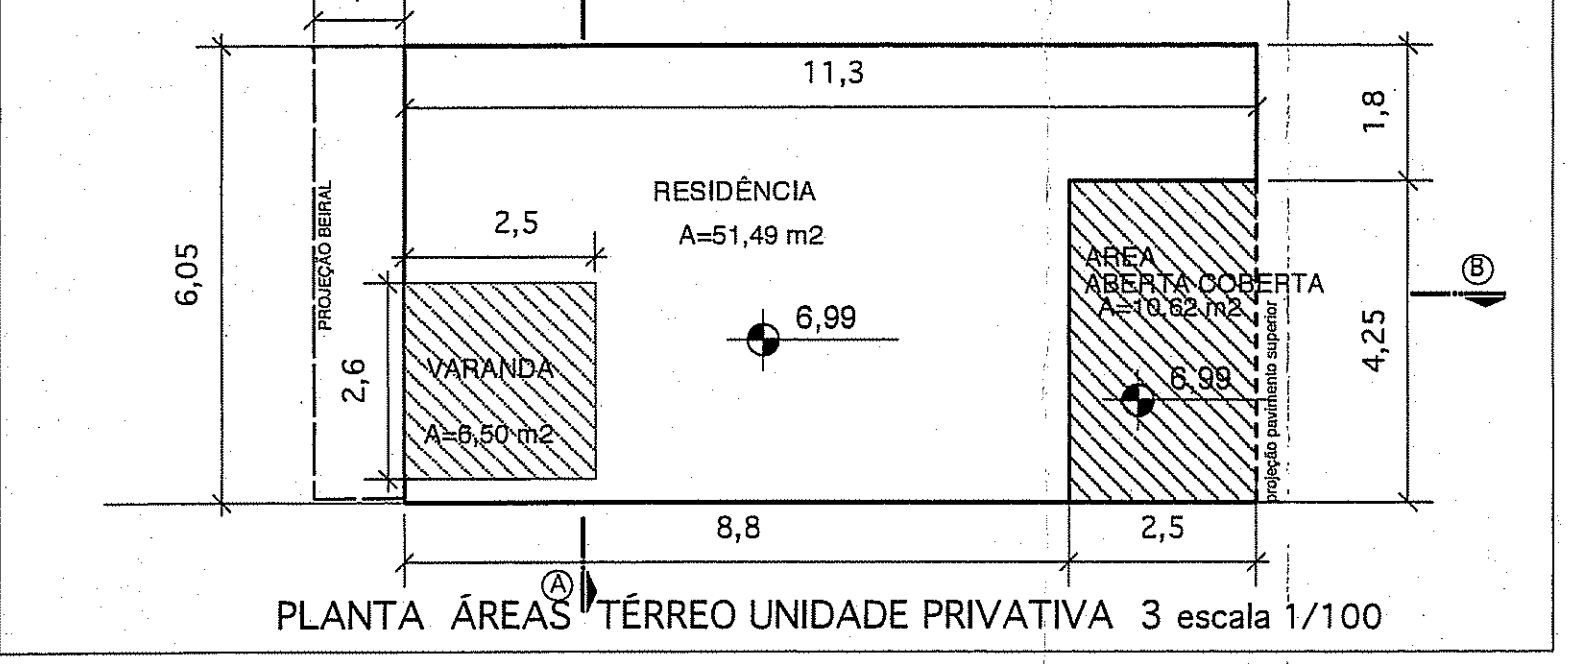 11,3
1,8
RESIDÊNCIA
A=51,49 m2
2,5
PROJEÇÃO BEIRAL
6,05
AREA
ABERTA COBERTA
A=10,62 m2
B
6,99
4,25
2,6
VARANDA
6,99
projeção pavimento superior
A=6,50 m2
8,8
2,5
A
PLANTA ÁREAS TÉRREO UNIDADE PRIVATIVA 3 escala 1/100